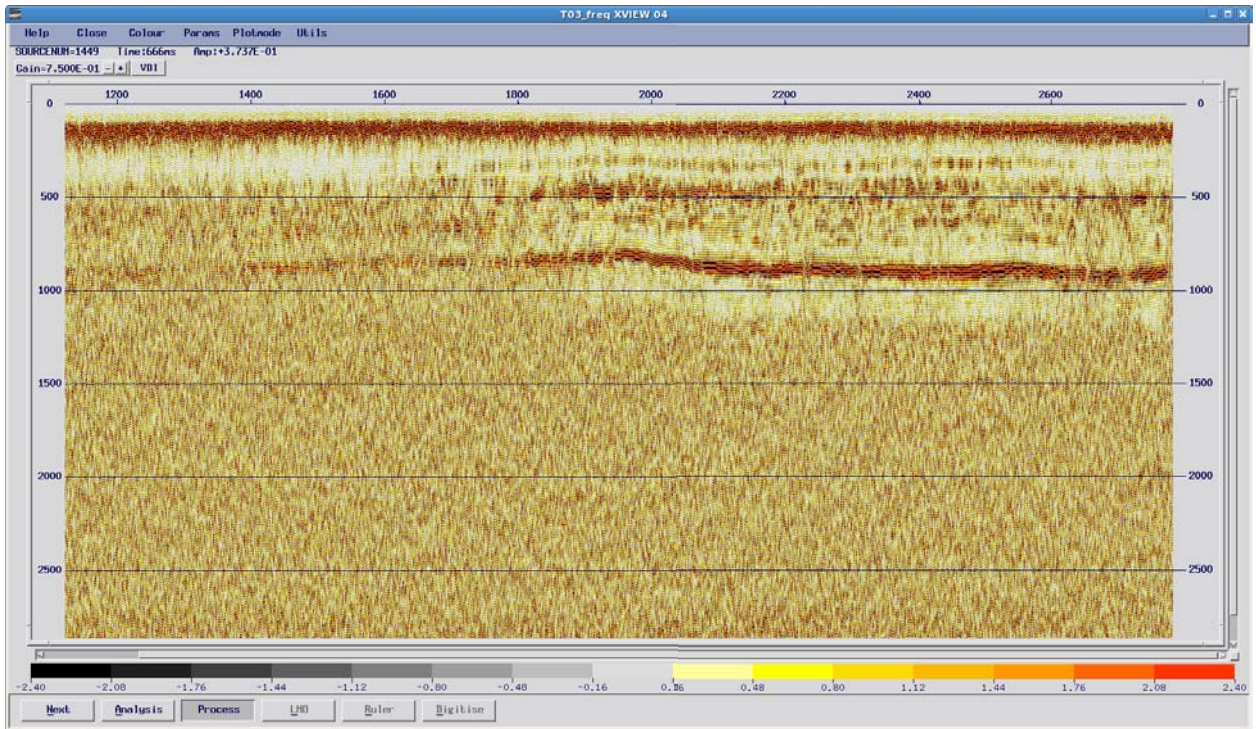 T03_freq XVIEW 04
Help Close Colour Params Plotmode Utils
SOURCENUM=1449 Time:666ms Amp:+3.737E-01
Gain=7.500E-01 - + VDI
1200 1400 1600 1800 2000 2200 2400 2600
0 0
500 500
1000 1000
1500 1500
2000 2000
2500 2500
-2.40 -2.08 -1.76 -1.44 -1.12 -0.80 -0.48 -0.16 0.16 0.48 0.80 1.12 1.44 1.76 2.08 2.40
Next Analysis Process LMO Ruler Digitise